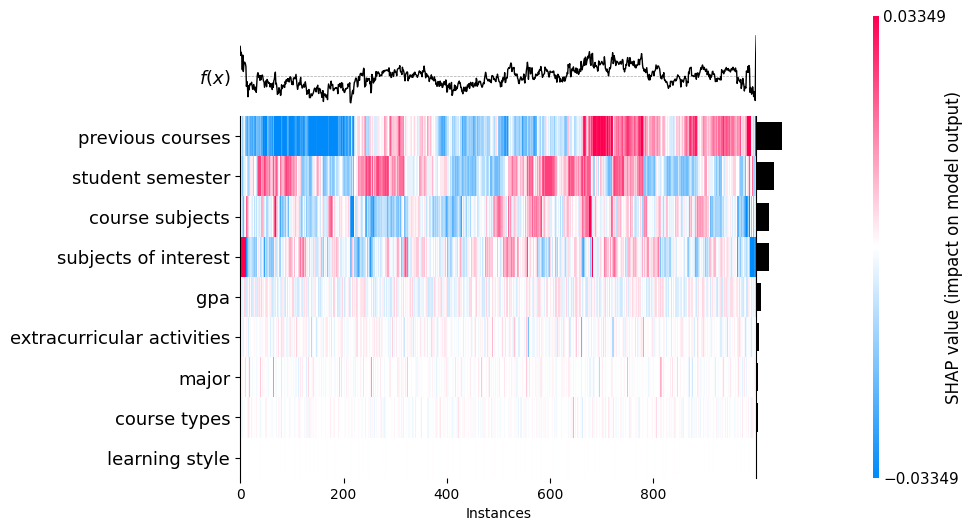 0.03349
f(x)
previous courses
student semester
course subjects
subjects of interest
gpa
extracurricular activities
major
course types
learning style
0 200 400 600 800
Instances
SHAP value (impact on model output)
−0.03349